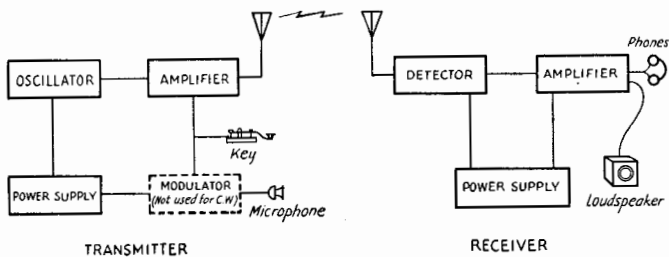 OSCILLATOR
AMPLIFIER
Key
POWER SUPPLY
MODULATOR
(Not used for C.W)
Microphone
TRANSMITTER
DETECTOR
AMPLIFIER
Phones
POWER SUPPLY
Loudspeaker
RECEIVER